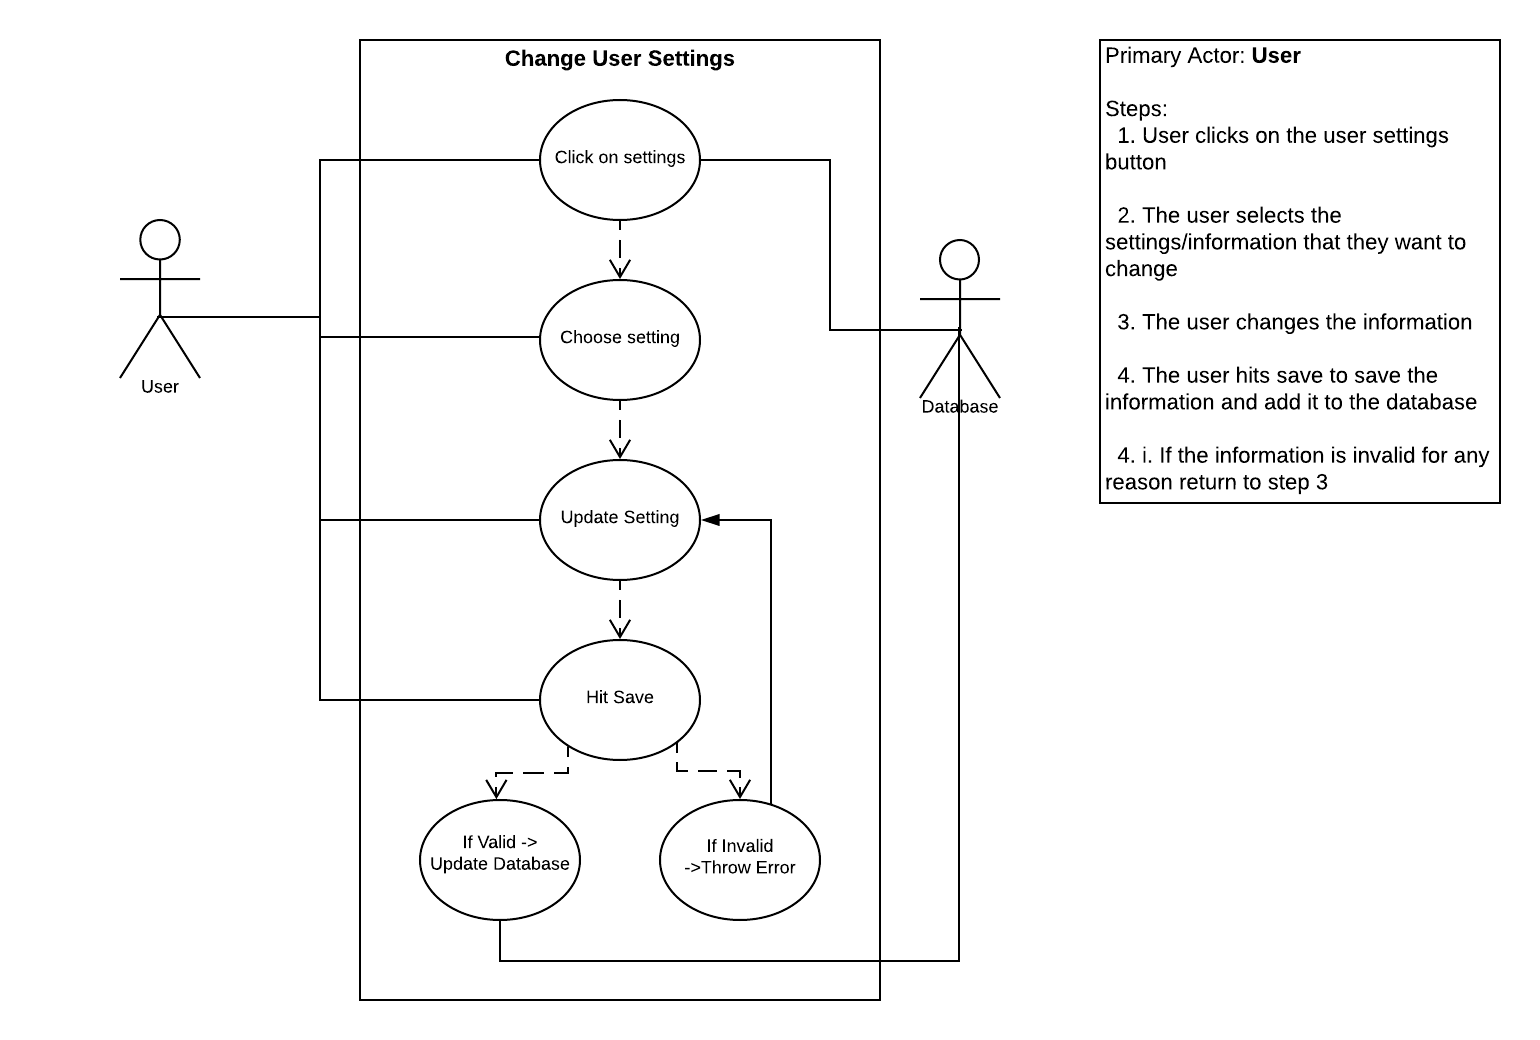 Change User Settings
Click on settings
Choose setting
Update Setting
Hit Save
If Valid ->
Update Database
If Invalid
->Throw Error
User
Database
Primary Actor: User
Steps:
1. User clicks on the user settings
button
2. The user selects the
settings/information that they want to
change
3. The user changes the information
4. The user hits save to save the
information and add it to the database
4. i. If the information is invalid for any
reason return to step 3